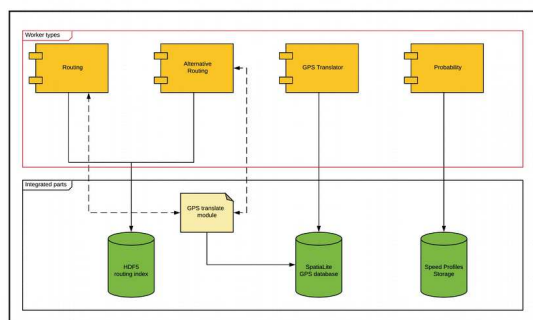 Worker types
Routing
Alternative
Routing
GPS Translator
Probability
Integrated parts
GPS translate
module
HDF5
routing index
SpatiaLite
GPS database
Speed Profiles
Storage